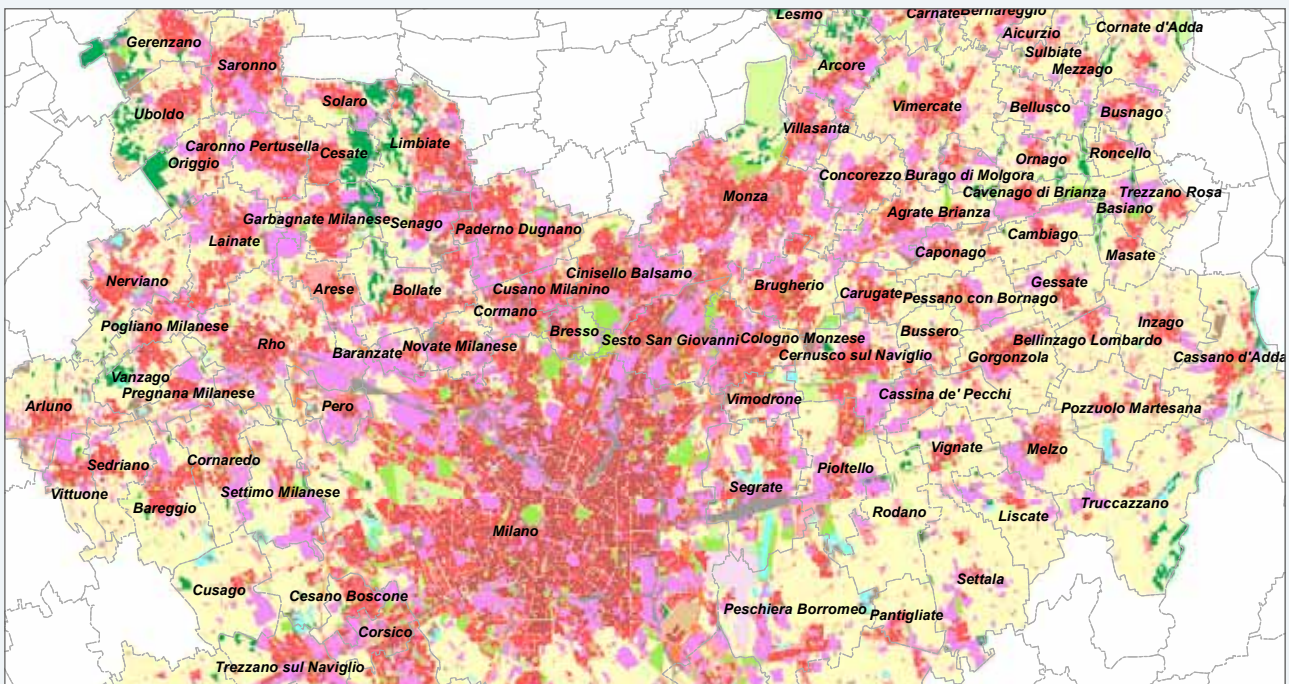 Lesmo
Carnate
Bernareggio
Gerenzano
Aicurzio
Cornate d'Adda
Saronno
Arcore
Sulbiate
Mezzago
Solaro
Uboldo
Villasanta
Vimercate
Bellusco
Busnago
Caronno Pertusella
Cesate
Limbiate
Origgio
Ornago
Roncello
Concorezzo
Burago di Molgora
Monza
Cavenago di Brianza
Trezzano Rosa
Garbagnate Milanese
Senago
Paderno Dugnano
Agrate Brianza
Basiano
Lainate
Cambiago
Caponago
Masate
Nerviano
Arese
Bollate
Cinisello Balsamo
Cusano Milanino
Brugherio
Carugate
Pessano con Bornago
Gessate
Cormano
Pogliano Milanese
Rho
Baranzate
Novate Milanese
Bresso
Sesto San Giovanni
Cologno Monzese
Bussero
Inzago
Bellinzago Lombardo
Cernusco sul Naviglio
Gorgonzola
Cassano d'Adda
Vanzago
Pregnana Milanese
Arluno
Pero
Vimodrone
Cassina de' Pecchi
Pozzuolo Martesana
Sedriano
Cornaredo
Pioltello
Vignate
Melzo
Vittuone
Settimo Milanese
Segrate
Bareggio
Rodano
Liscate
Truccazzano
Milano
Cusago
Cesano Boscone
Settala
Peschiera Borromeo
Pantigliate
Corsico
Trezzano sul Naviglio